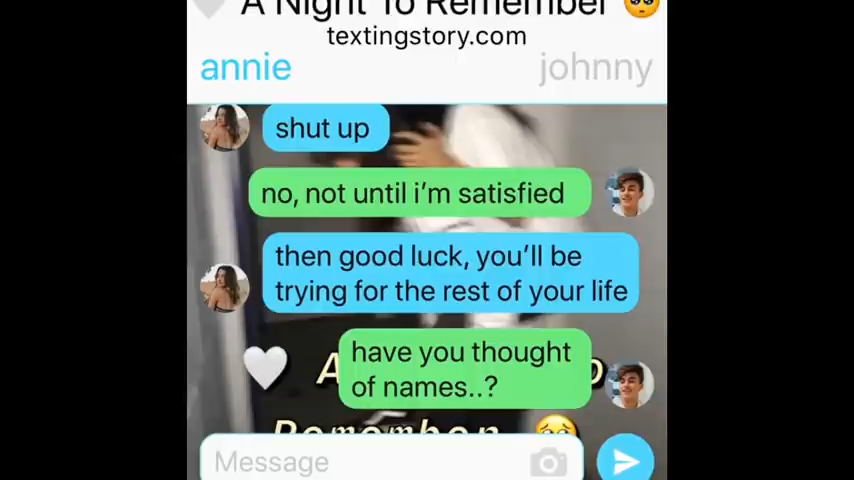 A Night To Remember 🥺
textingstory.com
annie
johnny
shut up
no, not until i'm satisfied
then good luck, you'll be
trying for the rest of your life
have you thought
of names..?
Message